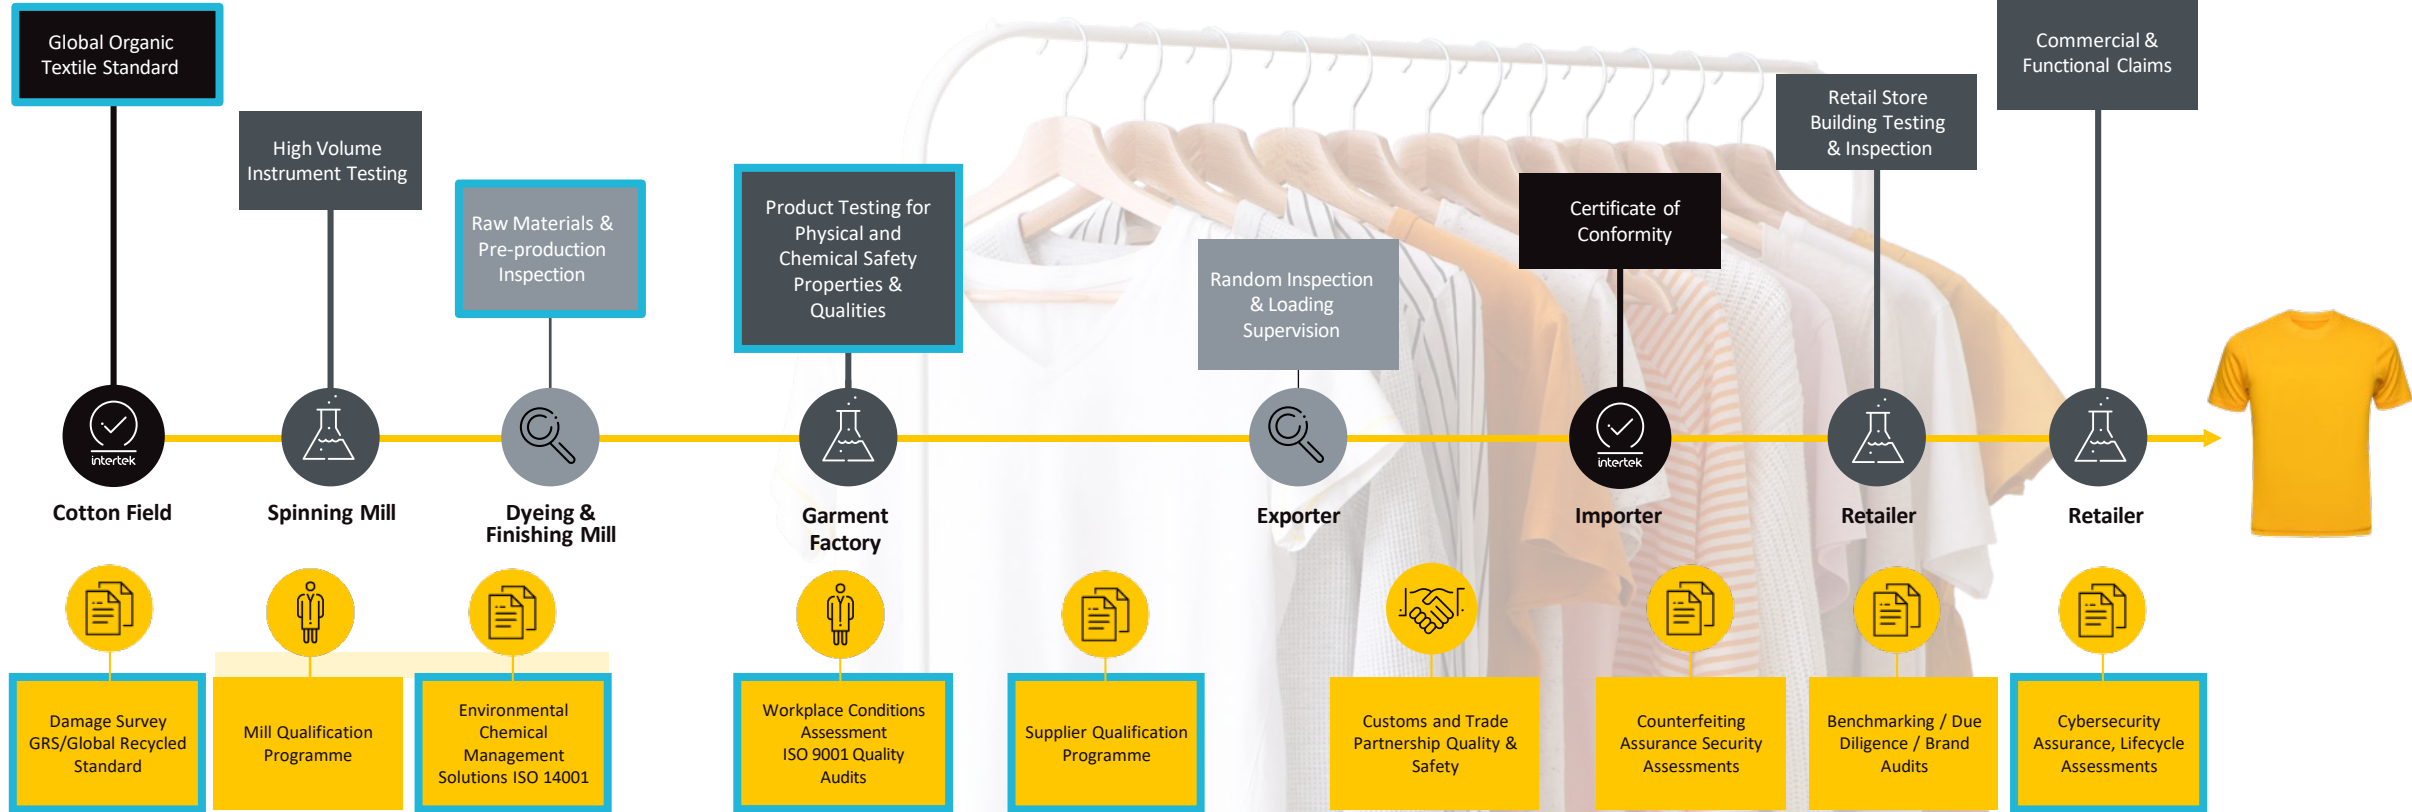 Global Organic
Textile Standard
High Volume
Instrument Testing
Raw Materials &
Pre-production
Inspection
Product Testing for
Physical and
Chemical Safety
Properties &
Qualities
Random Inspection
& Loading
Supervision
Certificate of
Conformity
Retail Store
Building Testing
& Inspection
Commercial &
Functional Claims
intertek
intertek
Cotton Field
Spinning Mill
Dyeing &
Finishing Mill
Garment
Factory
Exporter
Importer
Retailer
Retailer
Damage Survey
GRS/Global Recycled
Standard
Mill Qualification
Programme
Environmental
Chemical
Management
Solutions ISO 14001
Workplace Conditions
Assessment
ISO 9001 Quality
Audits
Supplier Qualification
Programme
Customs and Trade
Partnership Quality &
Safety
Counterfeiting
Assurance Security
Assessments
Benchmarking / Due
Diligence / Brand
Audits
Cybersecurity
Assurance, Lifecycle
Assessments